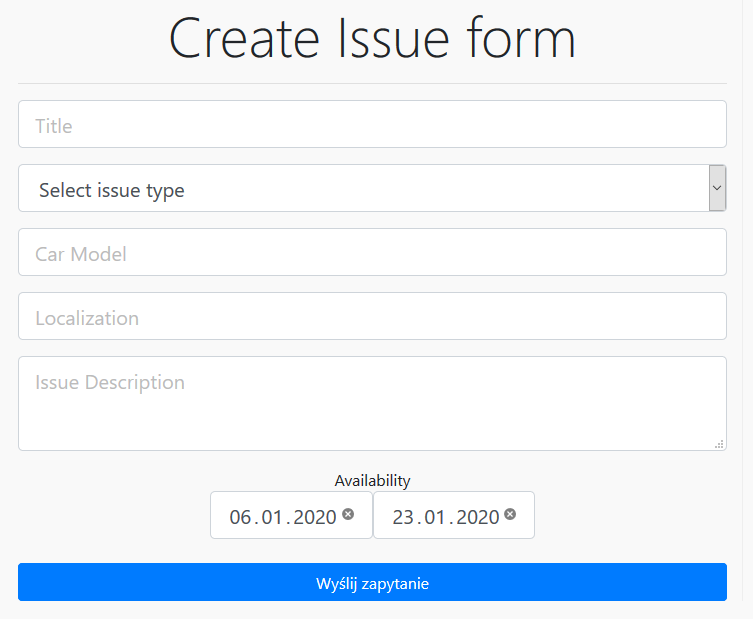 Create Issue form
Title
Select issue type
Car Model
Localization
Issue Description
Availability
06.01.2020 23.01.2020
Wyślij zapytanie